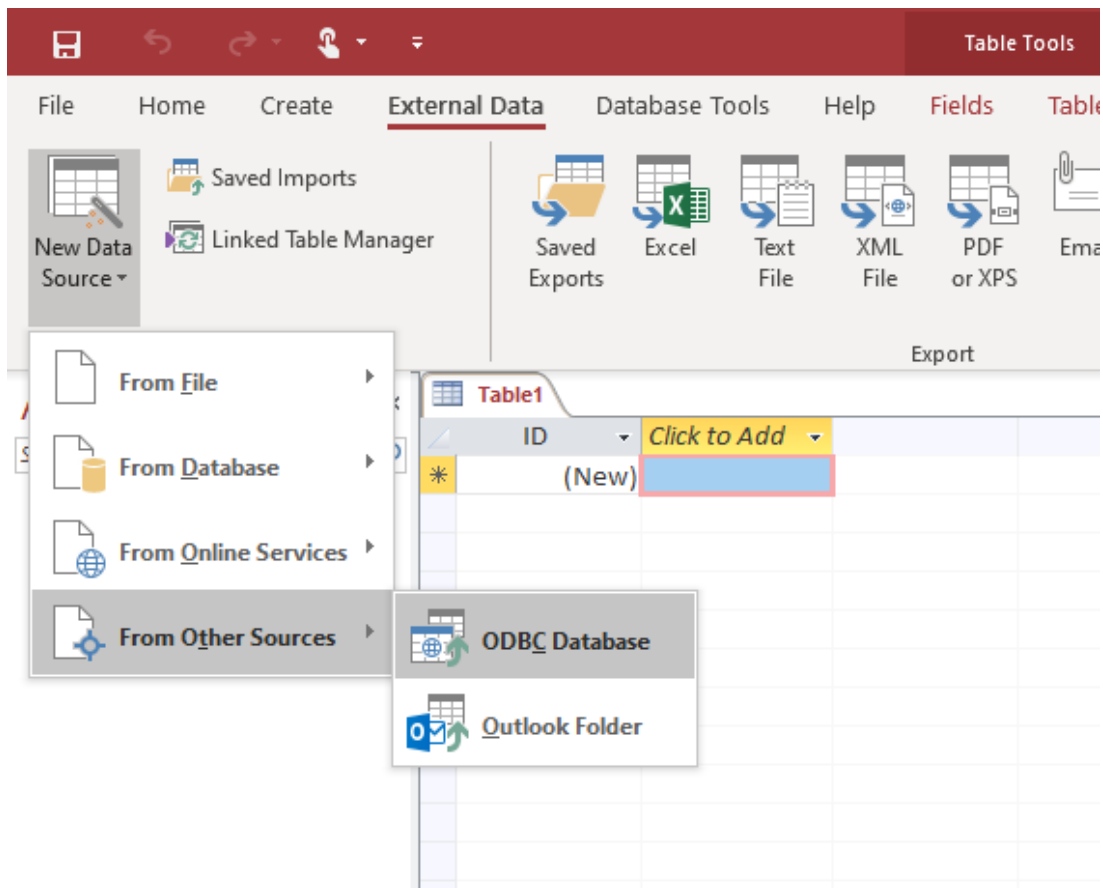 Table Tools
File Home Create External Data Database Tools Help Fields Table
New Data Source
Saved Imports
Linked Table Manager
Saved Exports
Excel
Text File
XML File
PDF or XPS
Export
From File
From Database
From Online Services
From Other Sources
ODBC Database
Outlook Folder
Table1
ID Click to Add
(New)